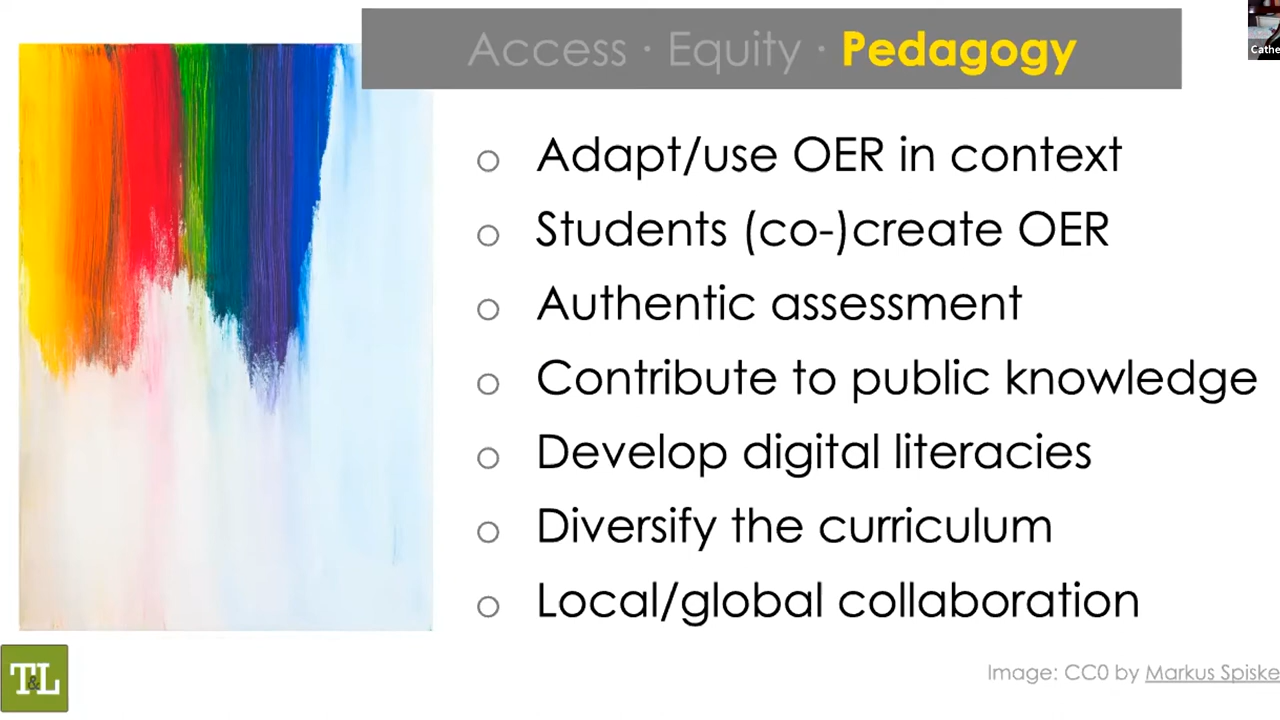 Access · Equity · Pedagogy
Cathe
Adapt/use OER in context
Students (co-)create OER
Authentic assessment
Contribute to public knowledge
Develop digital literacies
Diversify the curriculum
Local/global collaboration
T&L
Image: CC0 by Markus Spiske